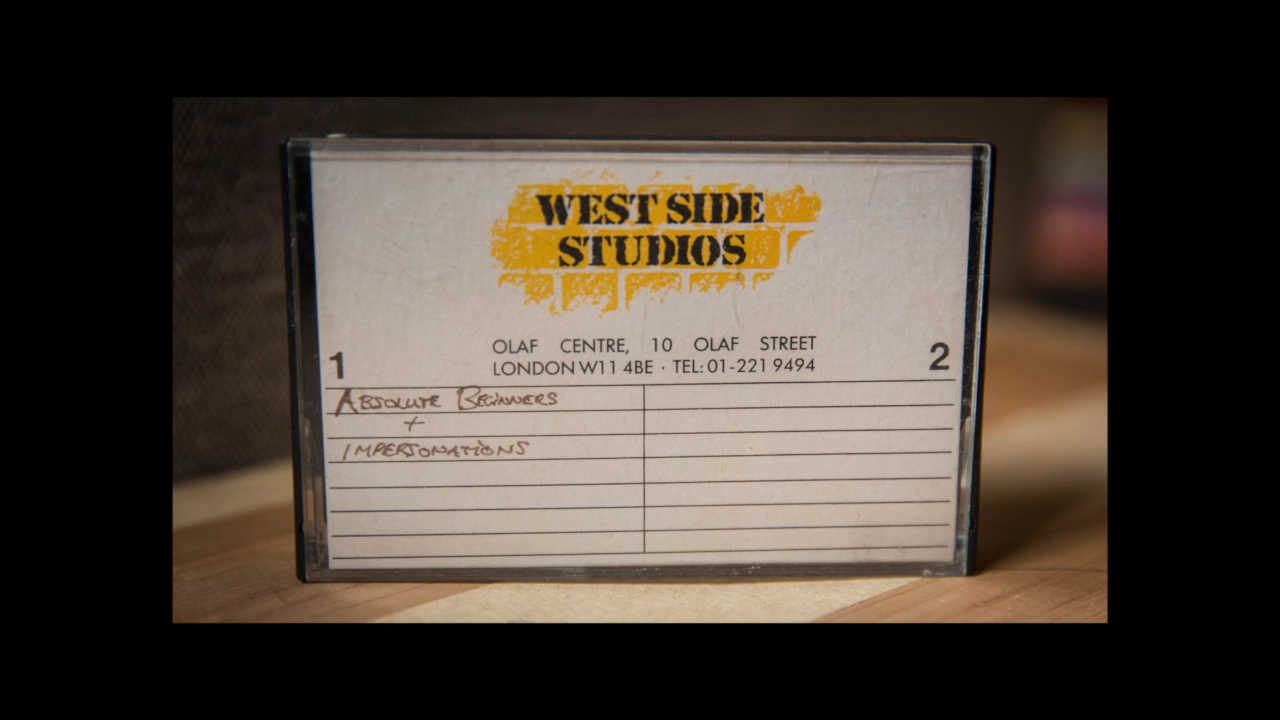 WEST SIDE
STUDIOS
OLAF CENTRE, 10 OLAF STREET
LONDON W11 4BE · TEL: 01-221 9494
1
2
ABSOLUTE BEGINNERS
+
IMPERSONATIONS